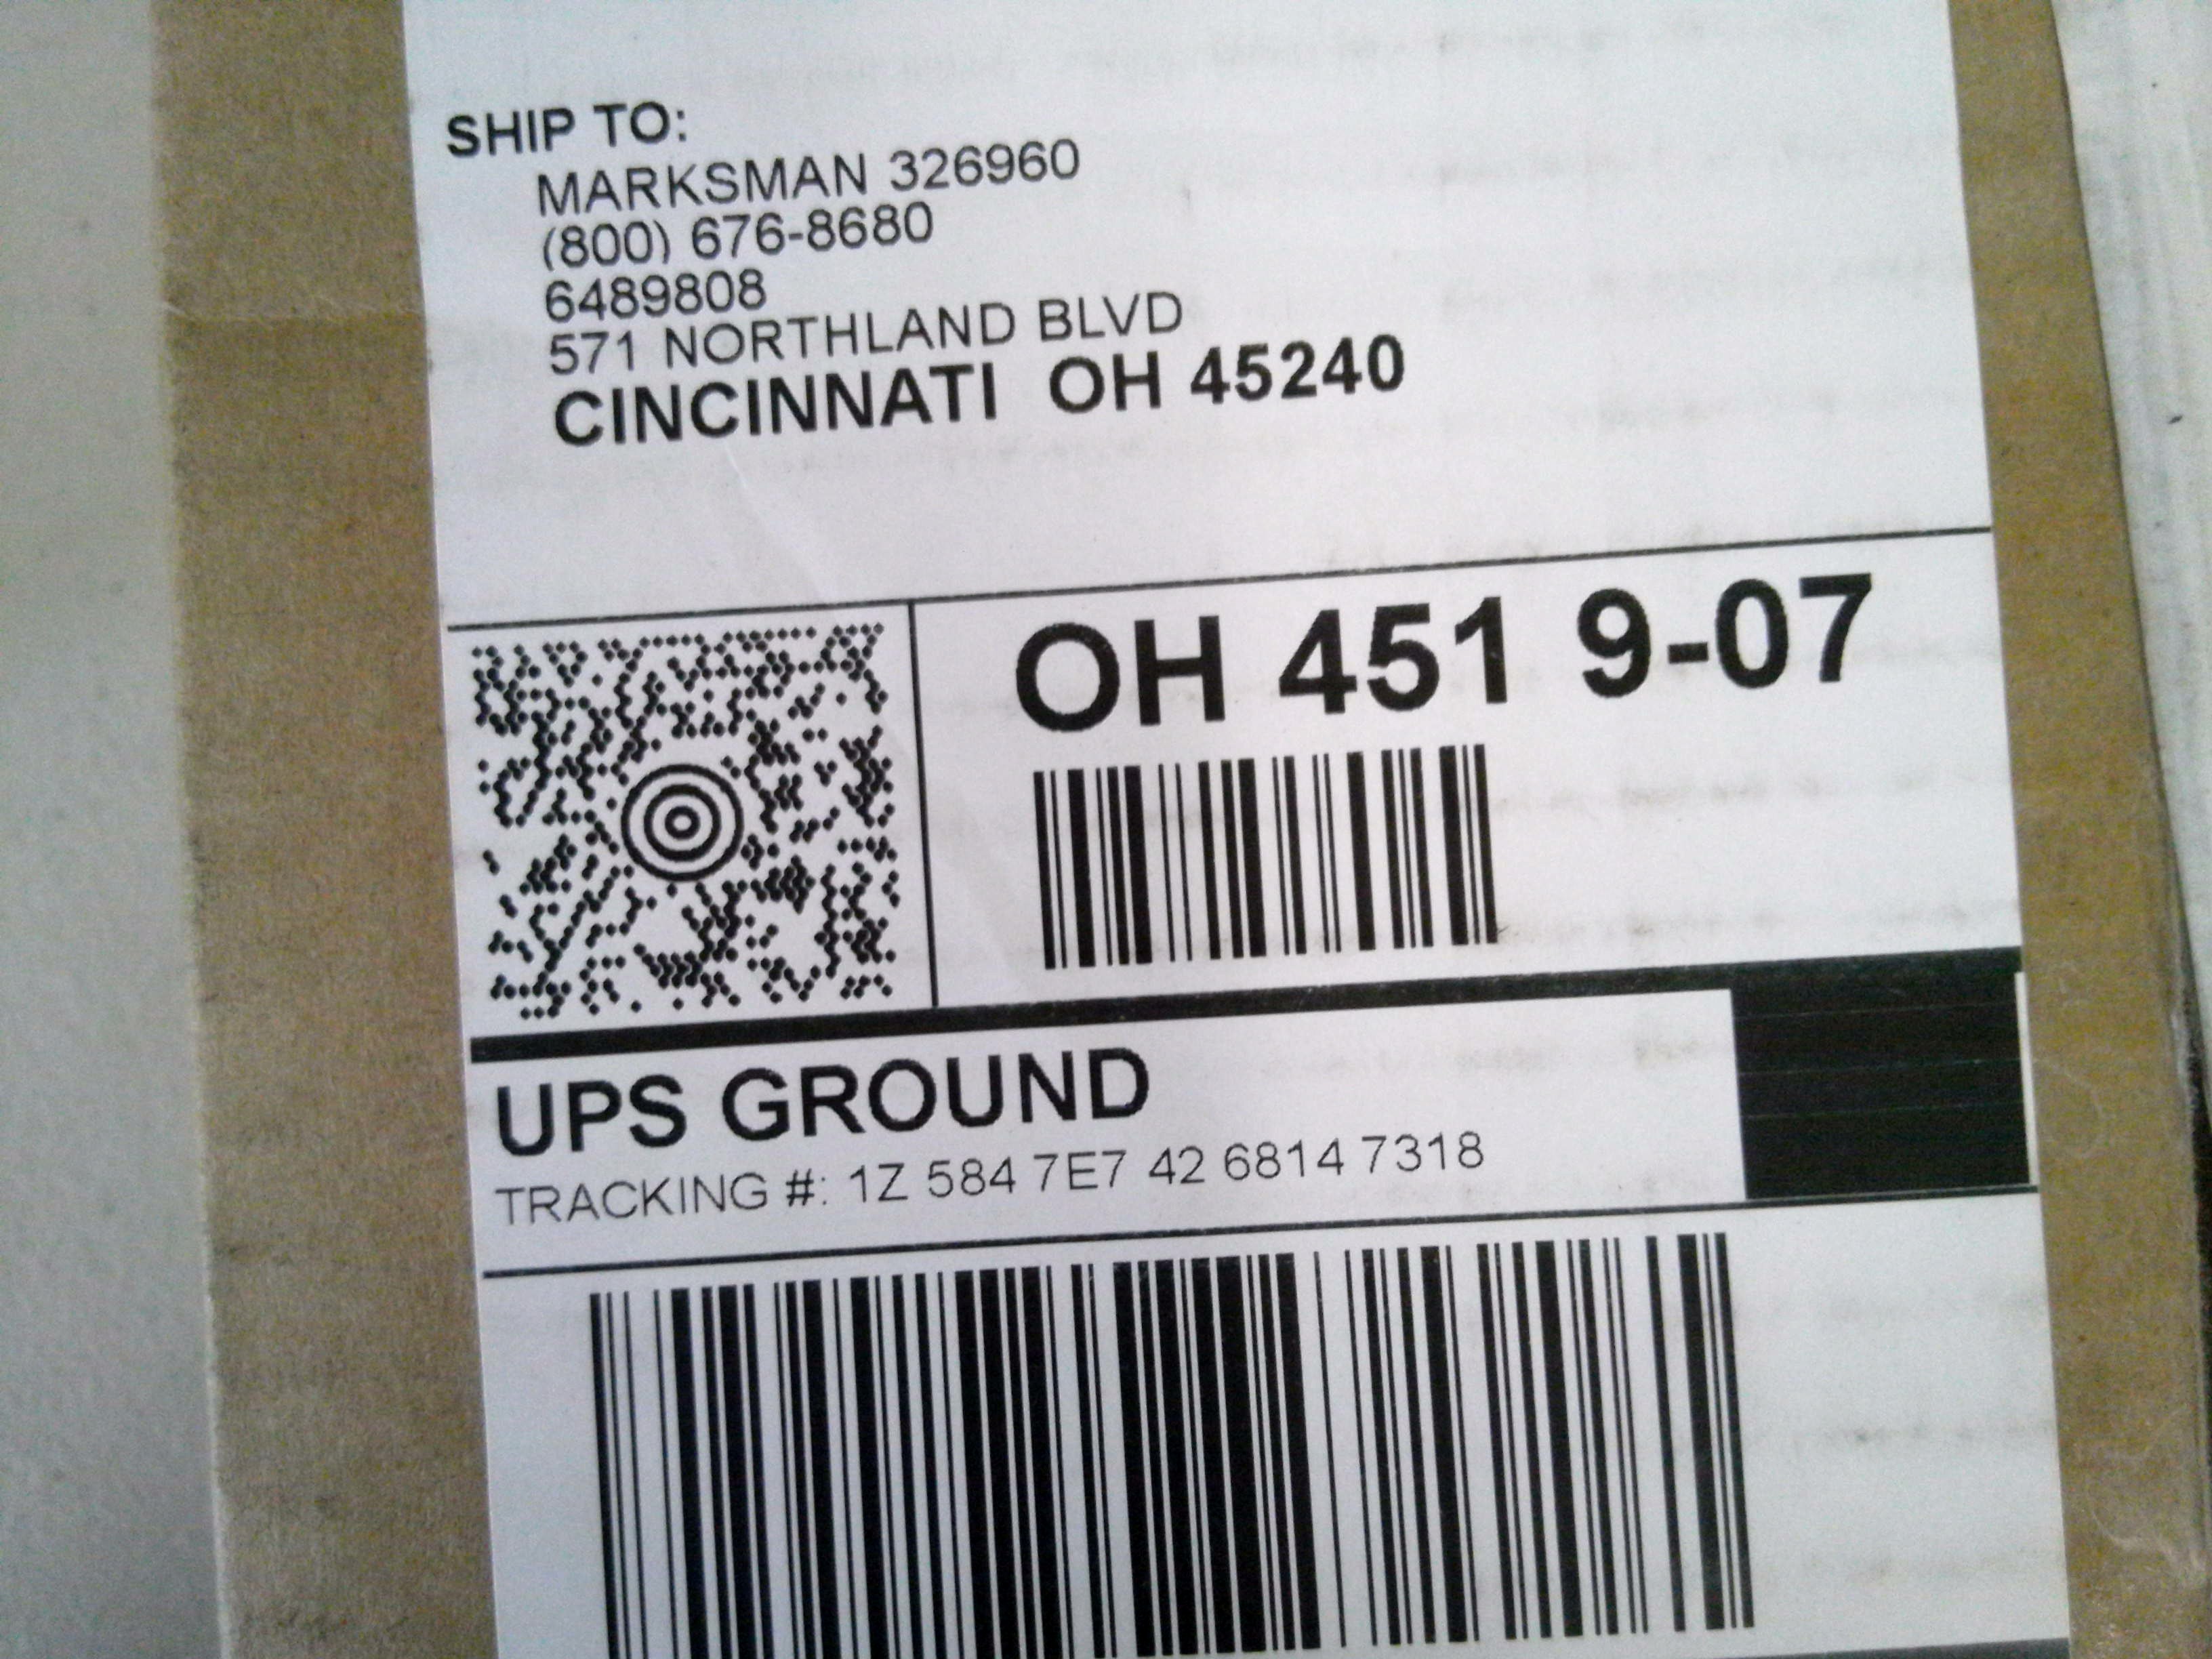 SHIP TO:
MARKSMAN 326960
(800) 676-8680
6489808
571 NORTHLAND BLVD
CINCINNATI OH 45240
OH 451 9-07
UPS GROUND
TRACKING #: 1Z 584 7E7 42 6814 7318